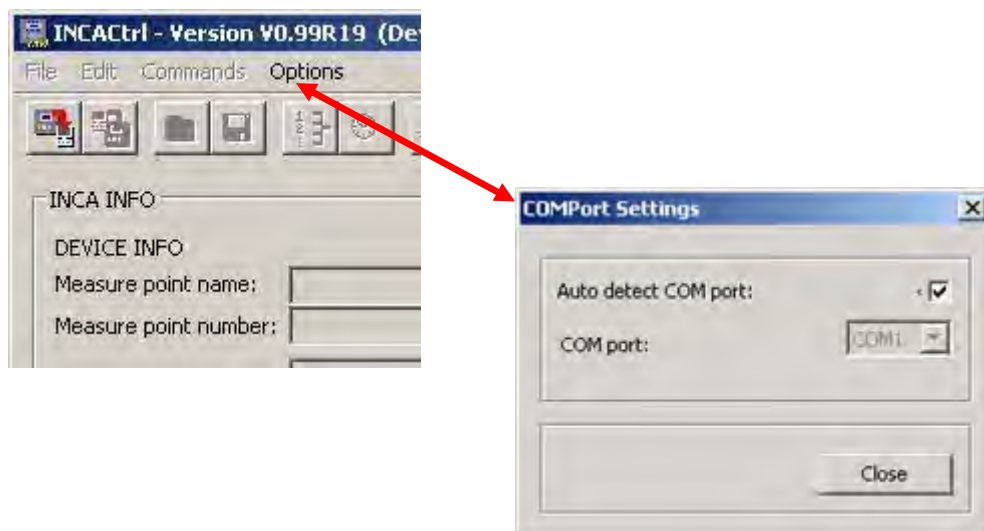 INCACtrl - Version V0.99R19 (De
File Edit Commands Options
INCA INFO
DEVICE INFO
Measure point name:
Measure point number:
COMPort Settings
Auto detect COM port:
COM port: COM1
Close